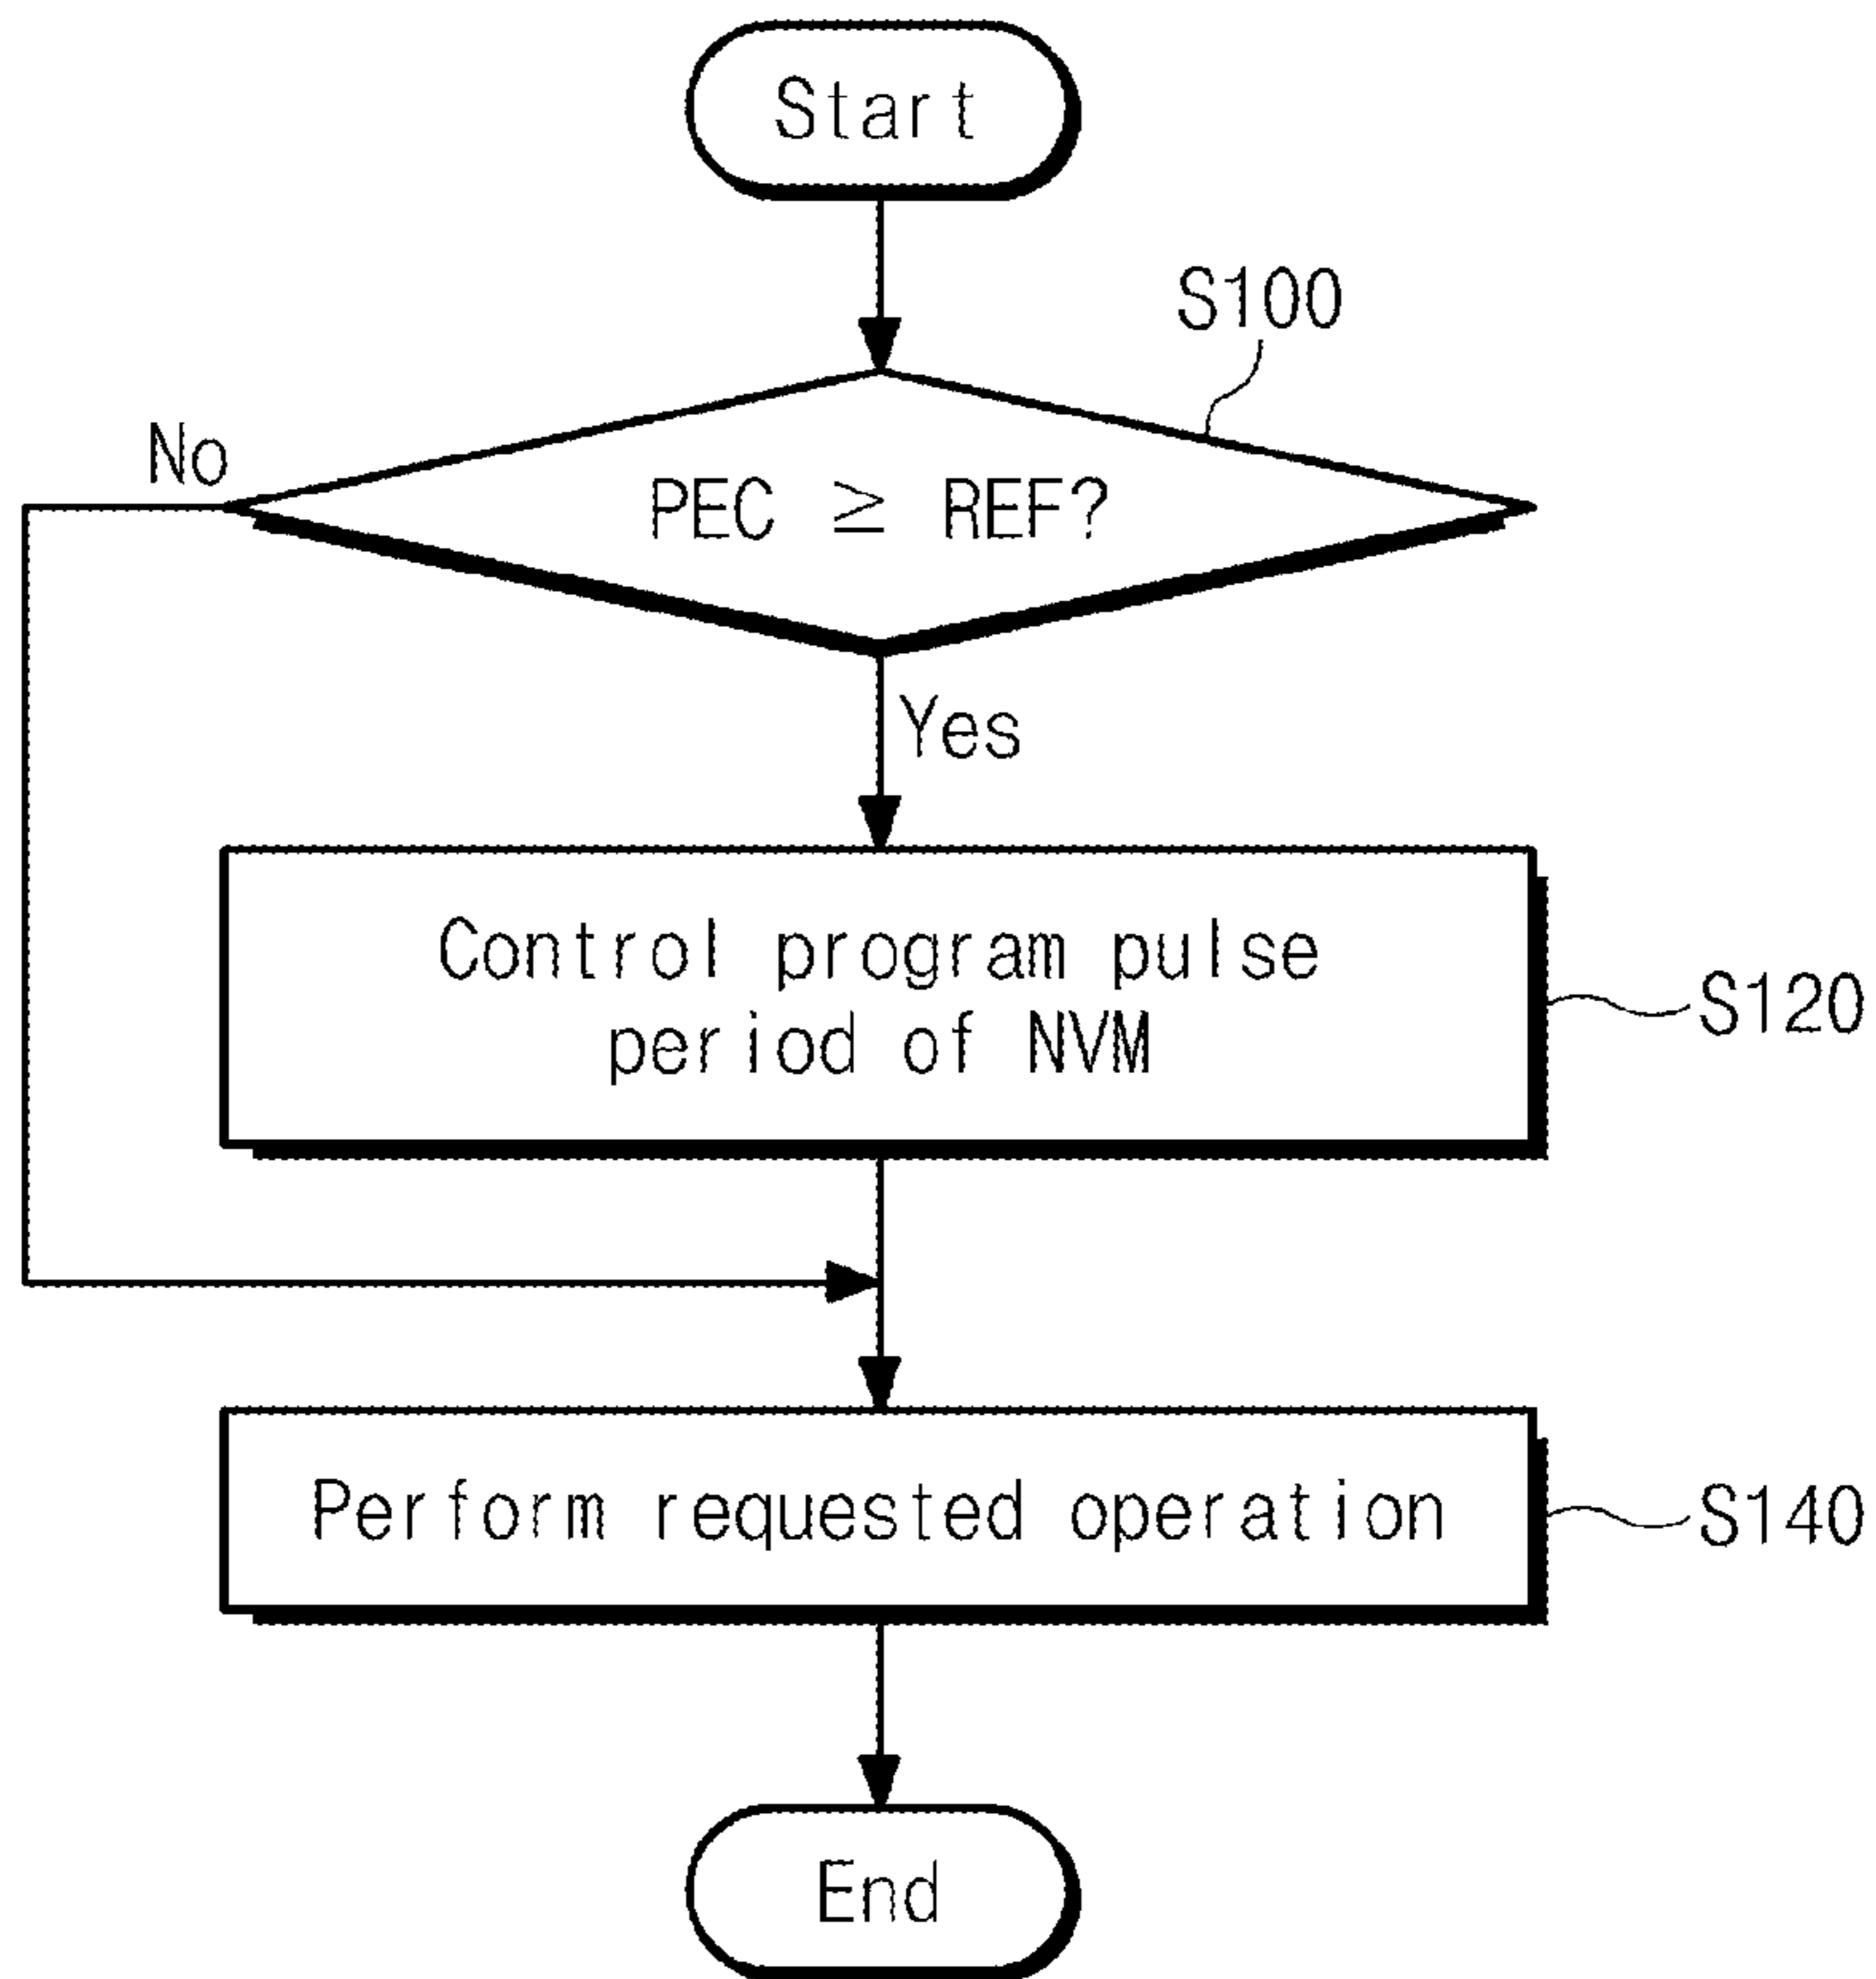 Start
S100
No
PEC ≥ REF?
Yes
Control program pulse
period of NVM
S120
Perform requested operation
S140
End